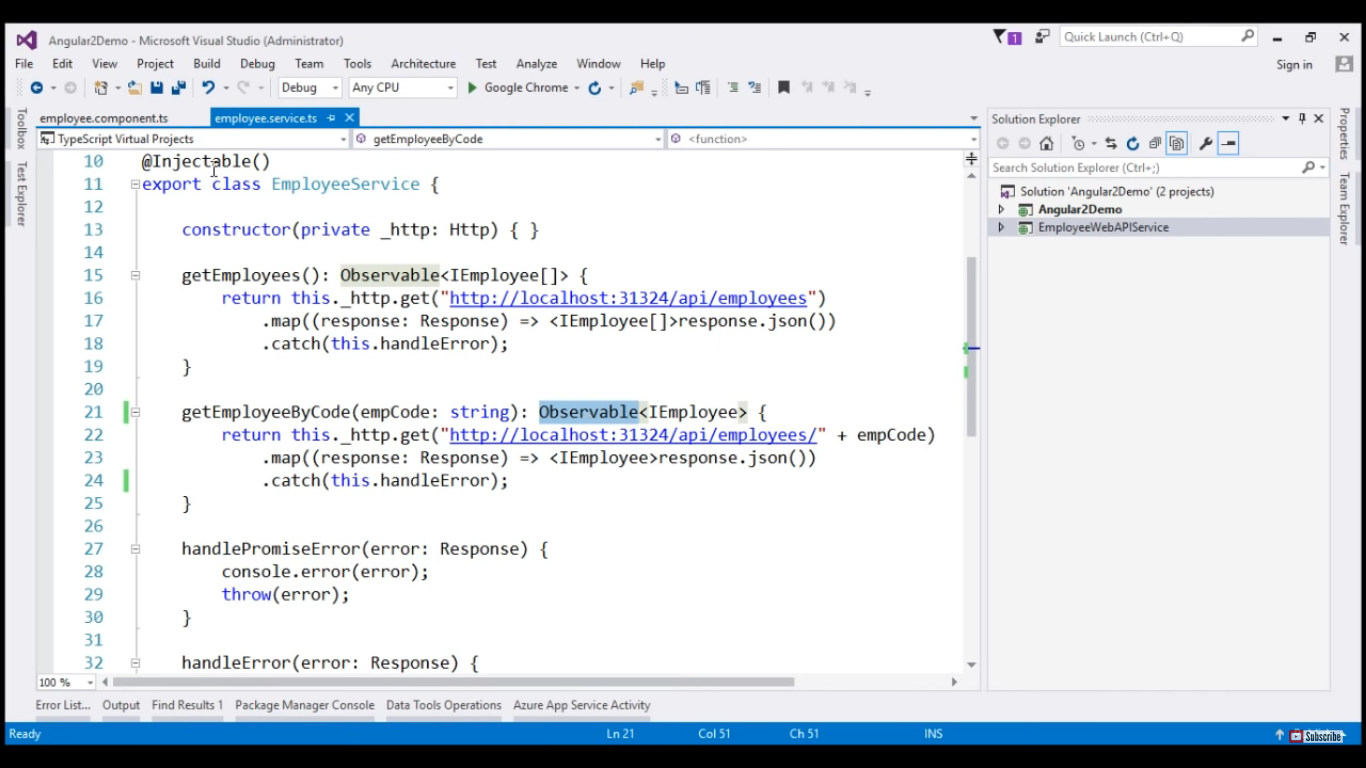 Angular2Demo - Microsoft Visual Studio (Administrator)
1
Quick Launch (Ctrl+Q)
File Edit View Project Build Debug Team Tools Architecture Test Analyze Window Help
Sign in
Debug Any CPU Google Chrome
Toolbox
Test Explorer
employee.component.ts employee.service.ts
TypeScript Virtual Projects getEmployeeByCode <function>
10 @Injectable()
11 export class EmployeeService {
12
13 constructor(private _http: Http) { }
14
15 getEmployees(): Observable<IEmployee[]> {
16 return this._http.get("http://localhost:31324/api/employees")
17 .map((response: Response) => <IEmployee[]>response.json())
18 .catch(this.handleError);
19 }
20
21 getEmployeeByCode(empCode: string): Observable<IEmployee> {
22 return this._http.get("http://localhost:31324/api/employees/" + empCode)
23 .map((response: Response) => <IEmployee>response.json())
24 .catch(this.handleError);
25 }
26
27 handlePromiseError(error: Response) {
28 console.error(error);
29 throw(error);
30 }
31
32 handleError(error: Response) {
100 %
Solution Explorer
Search Solution Explorer (Ctrl+;)
Solution 'Angular2Demo' (2 projects)
Angular2Demo
EmployeeWebAPIService
Properties
Team Explorer
Error List... Output Find Results 1 Package Manager Console Data Tools Operations Azure App Service Activity
Ready Ln 21 Col 51 Ch 51 INS
Subscribe